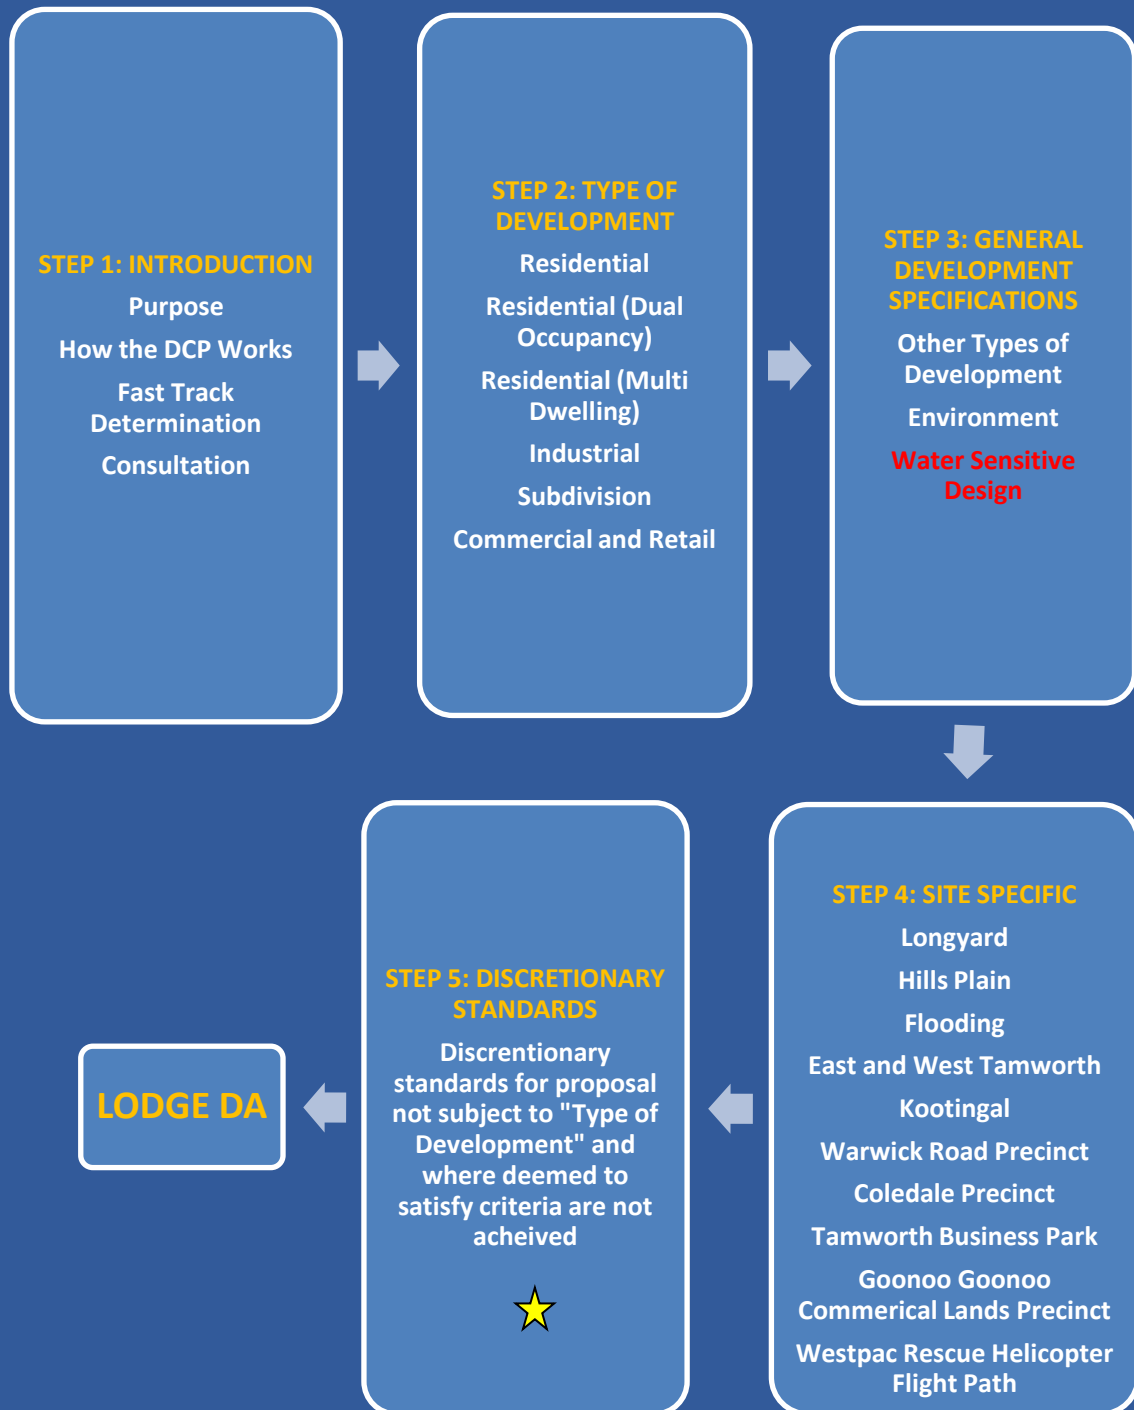 STEP 1: INTRODUCTION
Purpose
How the DCP Works
Fast Track
Determination
Consultation
STEP 2: TYPE OF
DEVELOPMENT
Residential
Residential (Dual
Occupancy)
Residential (Multi
Dwelling)
Industrial
Subdivision
Commercial and Retail
STEP 3: GENERAL
DEVELOPMENT
SPECIFICATIONS
Other Types of
Development
Environment
Water Sensitive
Design
STEP 4: SITE SPECIFIC
Longyard
Hills Plain
Flooding
East and West Tamworth
Kootingal
Warwick Road Precinct
Coledale Precinct
Tamworth Business Park
Goonoo Goonoo
Commerical Lands Precinct
Westpac Rescue Helicopter
Flight Path
STEP 5: DISCRETIONARY
STANDARDS
Discrentionary
standards for proposal
not subject to "Type of
Development" and
where deemed to
satisfy criteria are not
acheived
LODGE DA